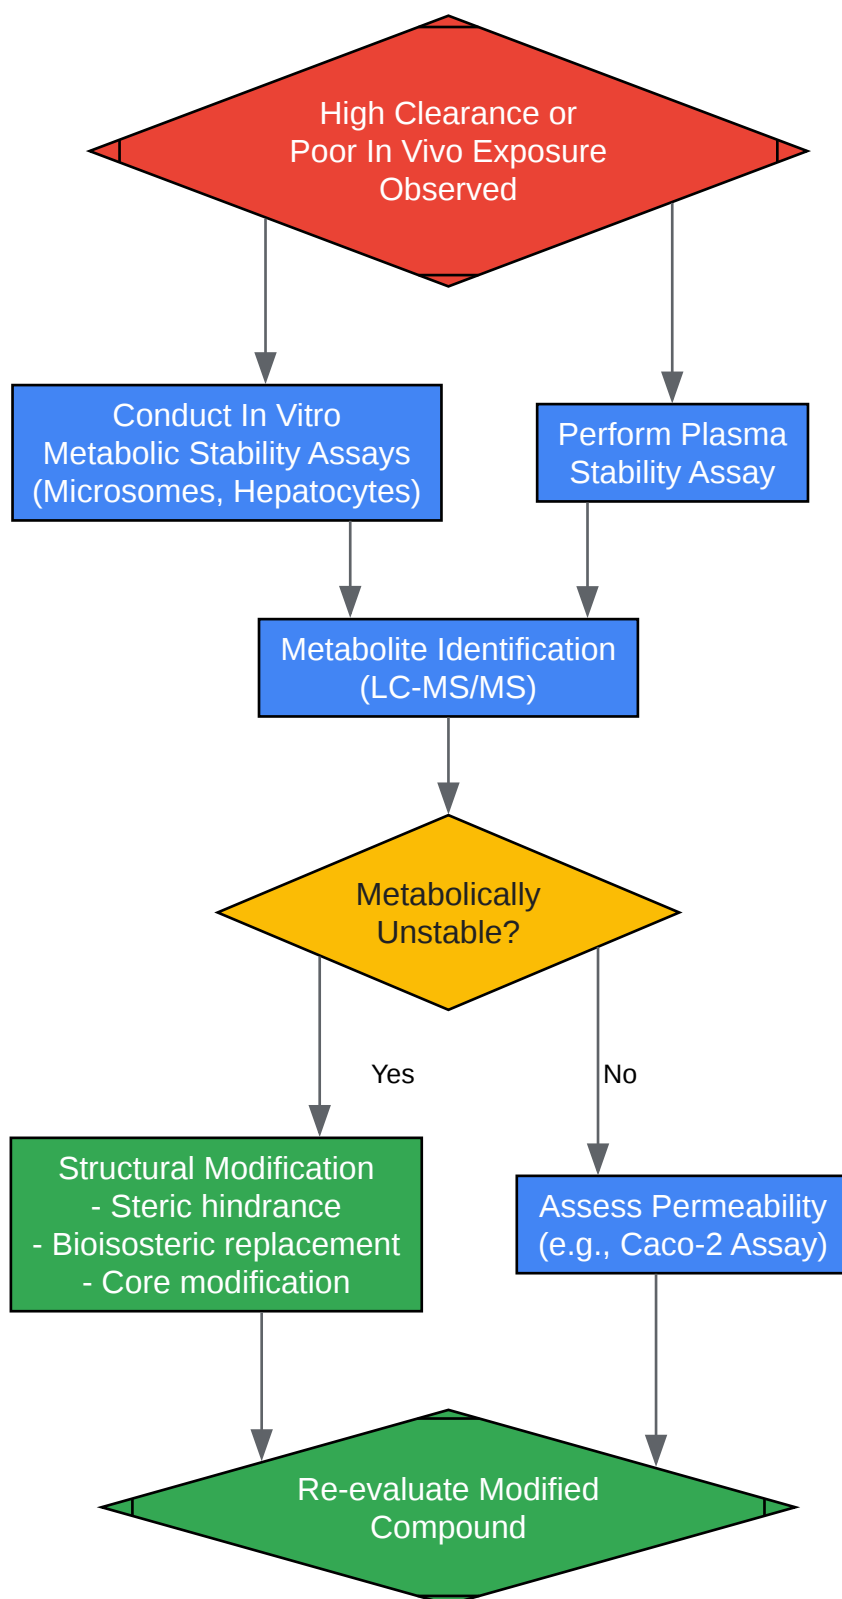 High Clearance or
Poor In Vivo Exposure
Observed
Conduct In Vitro
Metabolic Stability Assays
(Microsomes, Hepatocytes)
Perform Plasma
Stability Assay
Metabolite Identification
(LC-MS/MS)
Metabolically
Unstable?
Yes
No
Structural Modification
- Steric hindrance
- Bioisosteric replacement
- Core modification
Assess Permeability
(e.g., Caco-2 Assay)
Re-evaluate Modified
Compound